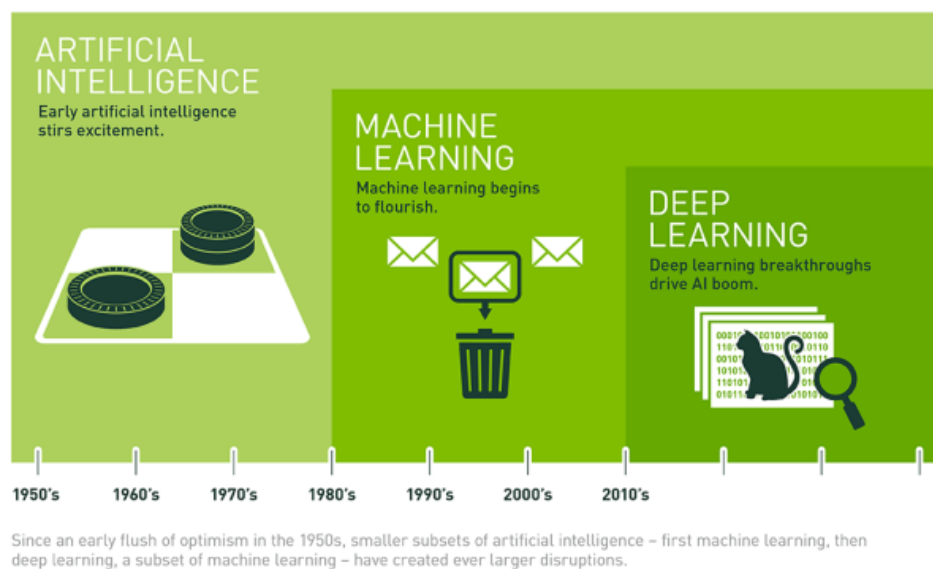 ARTIFICIAL
INTELLIGENCE
Early artificial intelligence
stirs excitement.
MACHINE
LEARNING
Machine learning begins
to flourish.
DEEP
LEARNING
Deep learning breakthroughs
drive AI boom.
1950's
1960's
1970's
1980's
1990's
2000's
2010's
Since an early flush of optimism in the 1950s, smaller subsets of artificial intelligence – first machine learning, then
deep learning, a subset of machine learning – have created ever larger disruptions.